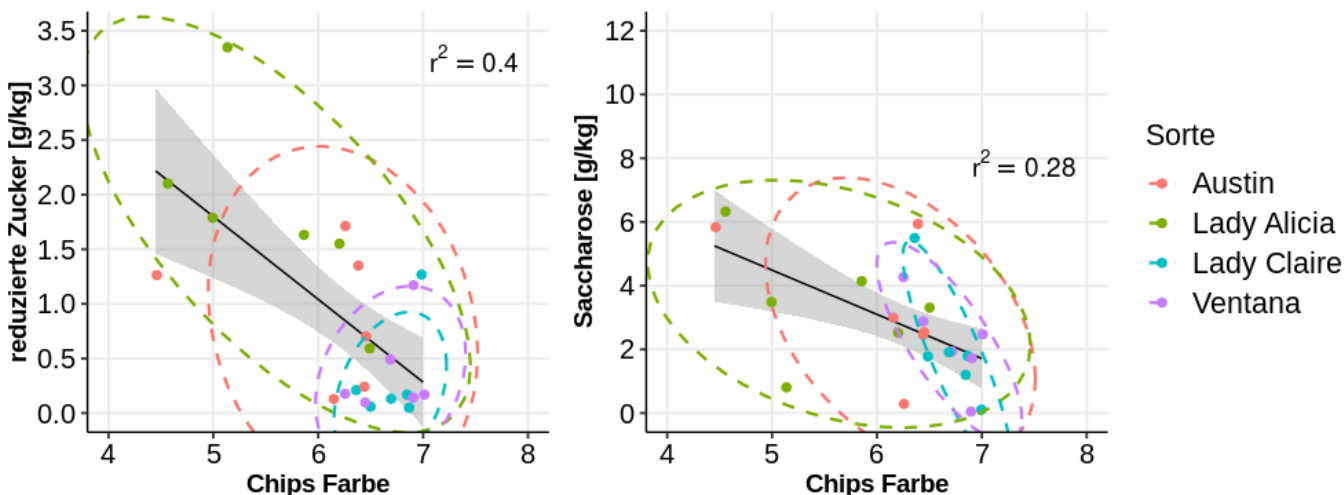 3.5
3.0
2.5
2.0
1.5
1.0
0.5
0.0
reduzierte Zucker [g/kg]
r² = 0.4
4 5 6 7 8
Chips Farbe
12
10
8
6
4
2
0
Saccharose [g/kg]
r² = 0.28
4 5 6 7 8
Chips Farbe
Sorte
Austin
Lady Alicia
Lady Claire
Ventana